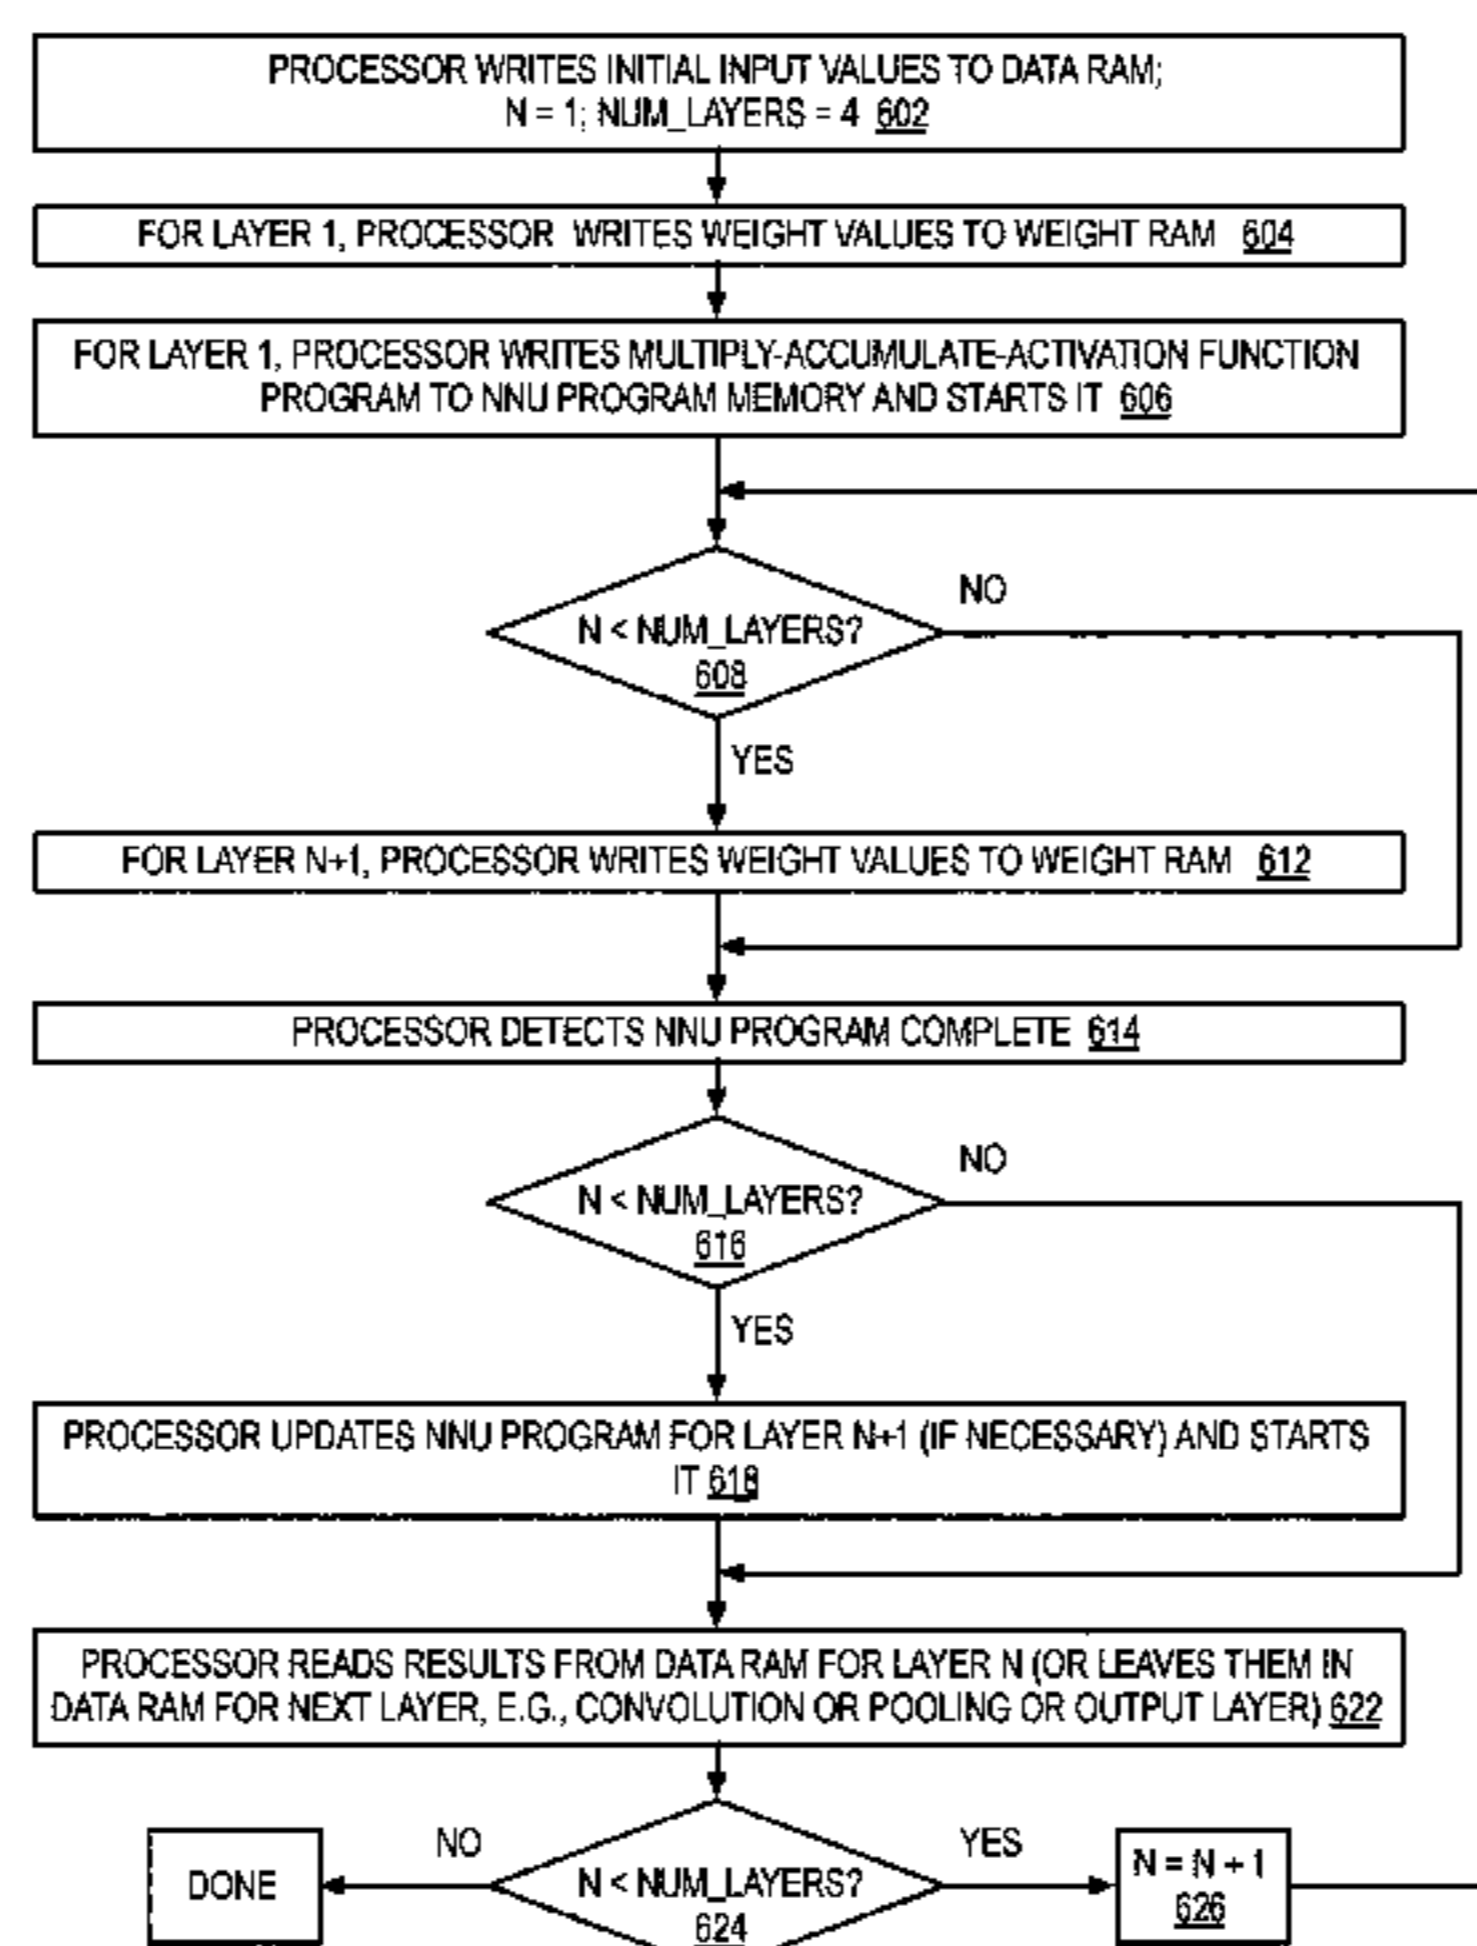 PROCESSOR WRITES INITIAL INPUT VALUES TO DATA RAM;
N = 1; NUM_LAYERS = 4 602
FOR LAYER 1, PROCESSOR WRITES WEIGHT VALUES TO WEIGHT RAM 604
FOR LAYER 1, PROCESSOR WRITES MULTIPLY-ACCUMULATE-ACTIVATION FUNCTION
PROGRAM TO NNU PROGRAM MEMORY AND STARTS IT 606
NO
N < NUM_LAYERS?
608
YES
FOR LAYER N+1, PROCESSOR WRITES WEIGHT VALUES TO WEIGHT RAM 612
PROCESSOR DETECTS NNU PROGRAM COMPLETE 614
NO
N < NUM_LAYERS?
616
YES
PROCESSOR UPDATES NNU PROGRAM FOR LAYER N+1 (IF NECESSARY) AND STARTS
IT 618
PROCESSOR READS RESULTS FROM DATA RAM FOR LAYER N (OR LEAVES THEM IN
DATA RAM FOR NEXT LAYER, E.G., CONVOLUTION OR POOLING OR OUTPUT LAYER) 622
NO
YES
DONE
N < NUM_LAYERS?
624
N = N + 1
626